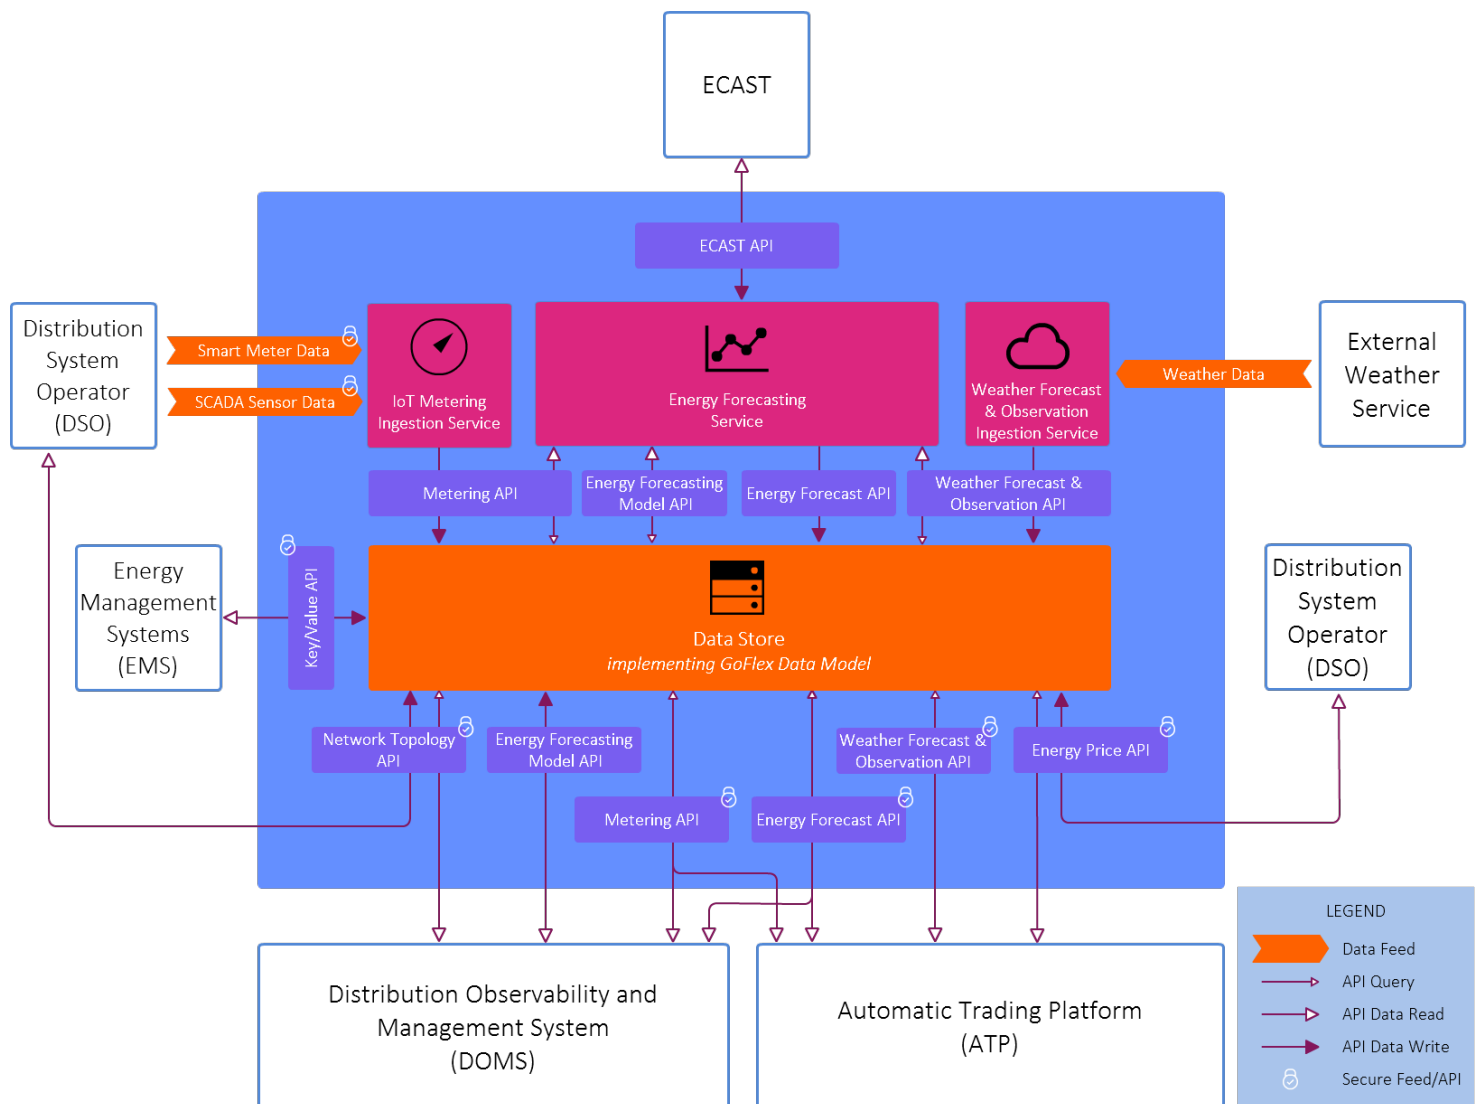 ECAST
ECAST API
Distribution
System
Operator
(DSO)
Smart Meter Data
SCADA Sensor Data
IoT Metering
Ingestion Service
Energy Forecasting
Service
Weather Forecast
& Observation
Ingestion Service
Weather Data
External
Weather
Service
Metering API
Energy Forecasting
Model API
Energy Forecast API
Weather Forecast &
Observation API
Energy
Management
Systems
(EMS)
Key/Value API
Data Store
implementing GoFlex Data Model
Distribution
System
Operator
(DSO)
Network Topology
API
Energy Forecasting
Model API
Weather Forecast &
Observation API
Energy Price API
Metering API
Energy Forecast API
Distribution Observability and
Management System
(DOMS)
Automatic Trading Platform
(ATP)
LEGEND
Data Feed
API Query
API Data Read
API Data Write
Secure Feed/API